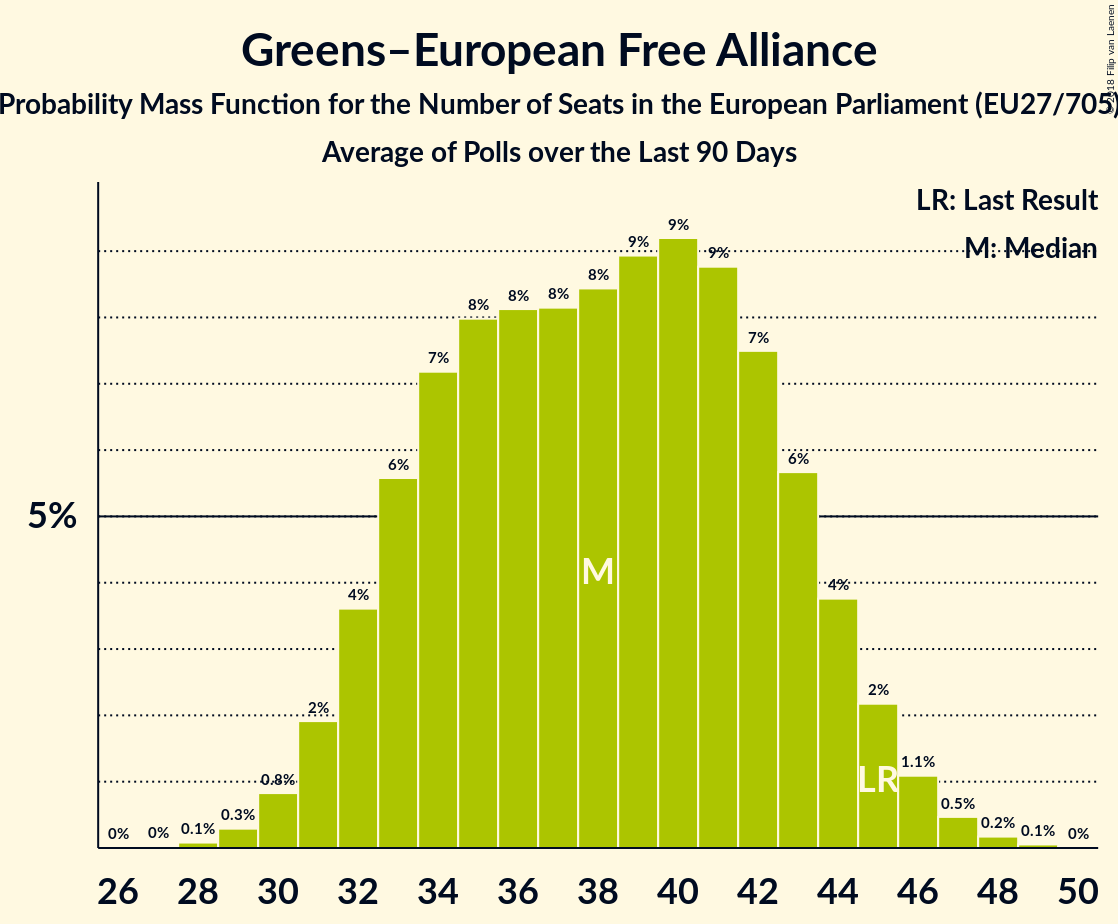 Greens–European Free Alliance
Probability Mass Function for the Number of Seats in the European Parliament (EU27/705)
Average of Polls over the Last 90 Days
© 2018 Filip van Laenen
LR: Last Result
M: Median
5%
0%
0%
0.1%
0.3%
0.8%
2%
4%
6%
7%
8%
8%
8%
8%
9%
9%
9%
7%
6%
4%
2%
1.1%
0.5%
0.2%
0.1%
0%
M
LR
26 28 30 32 34 36 38 40 42 44 46 48 50